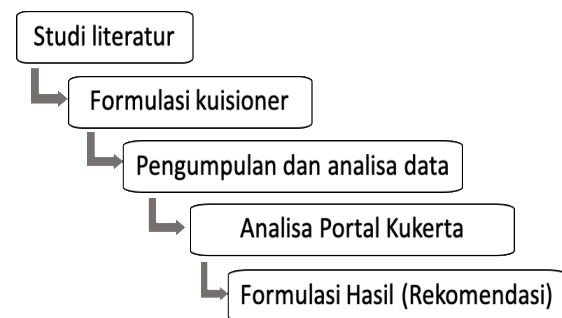 Studi literatur
Formulasi kuisioner
Pengumpulan dan analisa data
Analisa Portal Kukerta
Formulasi Hasil (Rekomendasi)